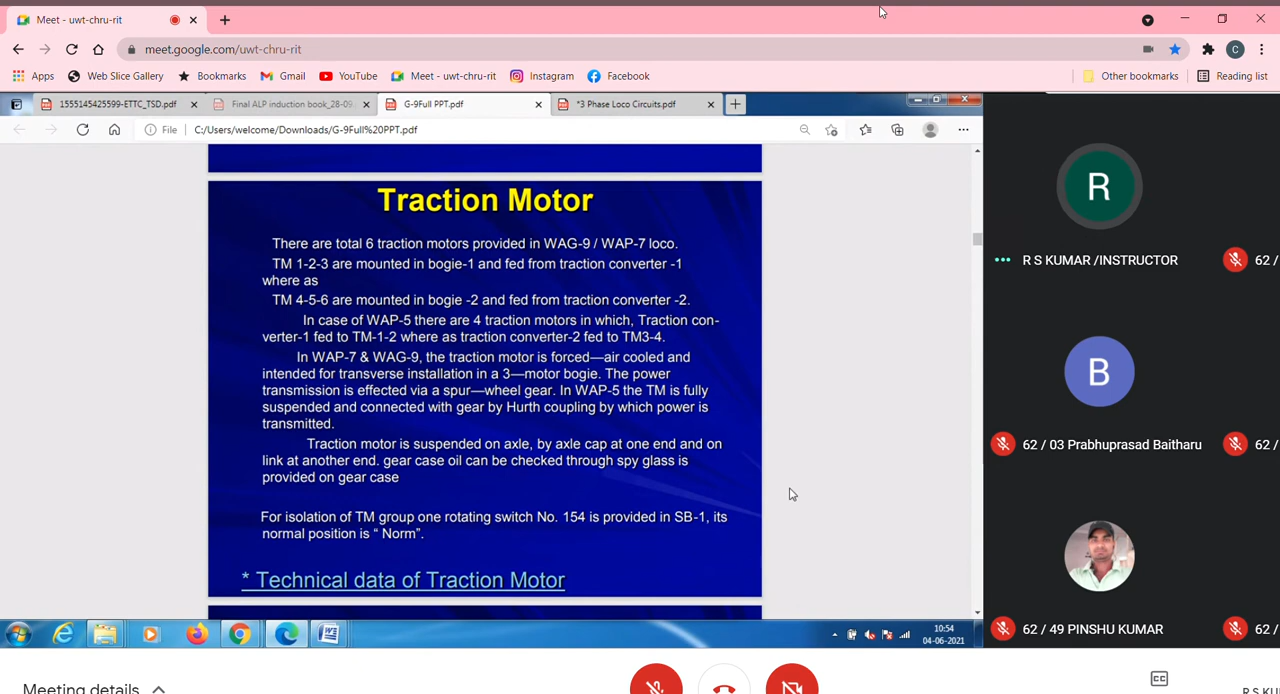 Meet - uwt-chru-rit
meet.google.com/uwt-chru-rit
C
Apps Web Slice Gallery Bookmarks Gmail YouTube Meet - uwt-chru-rit Instagram Facebook Other bookmarks Reading list
1555145425599-ETTC_TSD.pdf Final ALP induction book_28-09. G-9Full PPT.pdf *3 Phase Loco Circuits.pdf
File C:/Users/welcome/Downloads/G-9Full%20PPT.pdf
Traction Motor
There are total 6 traction motors provided in WAG-9 / WAP-7 loco.
TM 1-2-3 are mounted in bogie-1 and fed from traction converter -1
where as
TM 4-5-6 are mounted in bogie -2 and fed from traction converter -2.
In case of WAP-5 there are 4 traction motors in which, Traction con-
verter-1 fed to TM-1-2 where as traction converter-2 fed to TM3-4.
In WAP-7 & WAG-9, the traction motor is forced—air cooled and
intended for transverse installation in a 3—motor bogie. The power
transmission is effected via a spur—wheel gear. In WAP-5 the TM is fully
suspended and connected with gear by Hurth coupling by which power is
transmitted.
Traction motor is suspended on axle, by axle cap at one end and on
link at another end. gear case oil can be checked through spy glass is
provided on gear case
For isolation of TM group one rotating switch No. 154 is provided in SB-1, its
normal position is “ Norm”.
* Technical data of Traction Motor
10:54
04-06-2021
R
R S KUMAR /INSTRUCTOR 62 /
B
62 / 03 Prabhuprasad Baitharu 62 /
62 / 49 PINSHU KUMAR 62 /
Meeting details
CC
R S KU